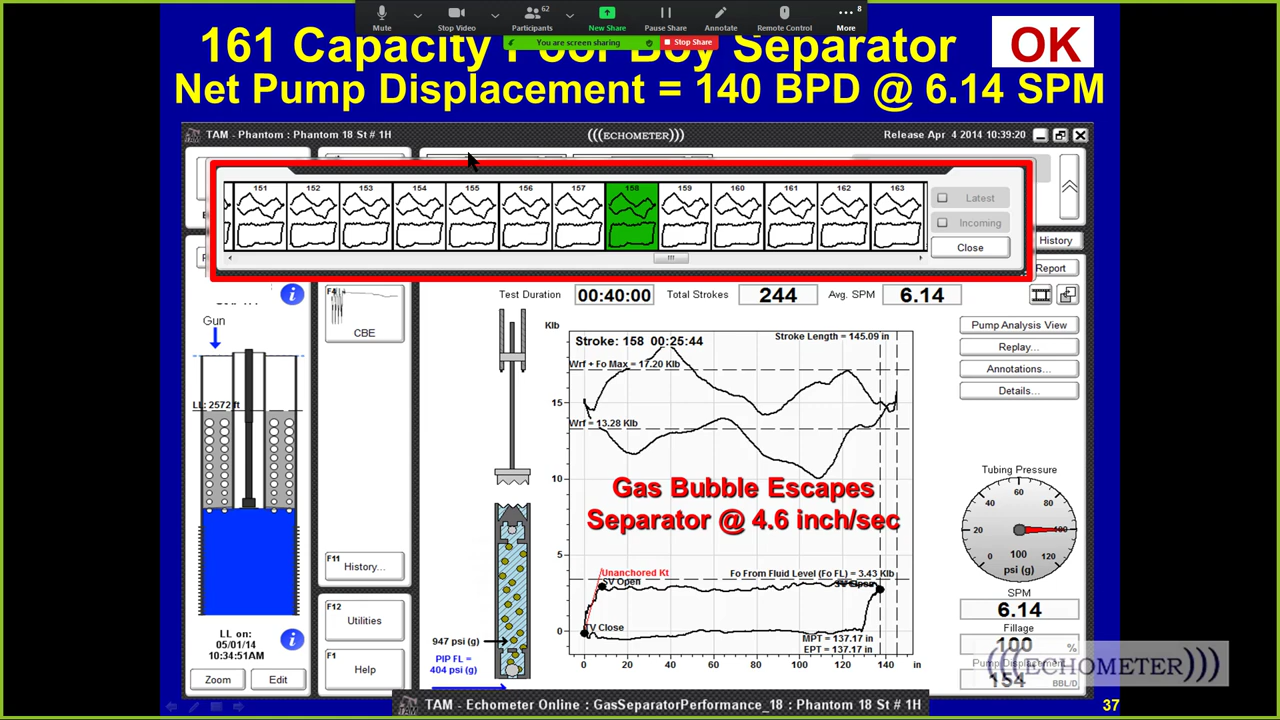 Mute
Stop Video
62
Participants
New Share
Pause Share
Annotate
Remote Control
8
More
You are screen sharing
Stop Share
161 Capacity Poor Boy Separator
OK
Net Pump Displacement = 140 BPD @ 6.14 SPM
TAM - Phantom : Phantom 18 St # 1H
(((ECHOMETER)))
Release Apr 4 2014 10:39:20
151 152 153 154 155 156 157 158 159 160 161 162 163
Latest
Incoming
Close
History
Report
Test Duration 00:40:00 Total Strokes 244 Avg. SPM 6.14
F4
CBE
Gun
LL: 2572 ft
Klb
Stroke: 158 00:25:44
Stroke Length = 145.09 in
Wrf + Fo Max = 17.20 Klb
15
Wrf = 13.28 Klb
10
Gas Bubble Escapes
Separator @ 4.6 inch/sec
5
Unanchored Kt
SV Open
Fo From Fluid Level (Fo FL) = 3.43 Klb
TV Close
0
MPT = 137.17 in
EPT = 137.17 in
0 20 40 60 80 100 120 140 in
947 psi (g)
PIP FL =
404 psi (g)
Pump Analysis View
Replay...
Annotations...
Details...
Tubing Pressure
0 20 40 60 80 100 120
100
psi (g)
SPM
6.14
Fillage
100 %
Pump Displacement
154 BBL/D
(((ECHOMETER)))
F11
History...
F12
Utilities
F1
Help
LL on:
05/01/14
10:34:51AM
Zoom
Edit
TAM - Echometer Online : GasSeparatorPerformance_18 : Phantom 18 St # 1H
37